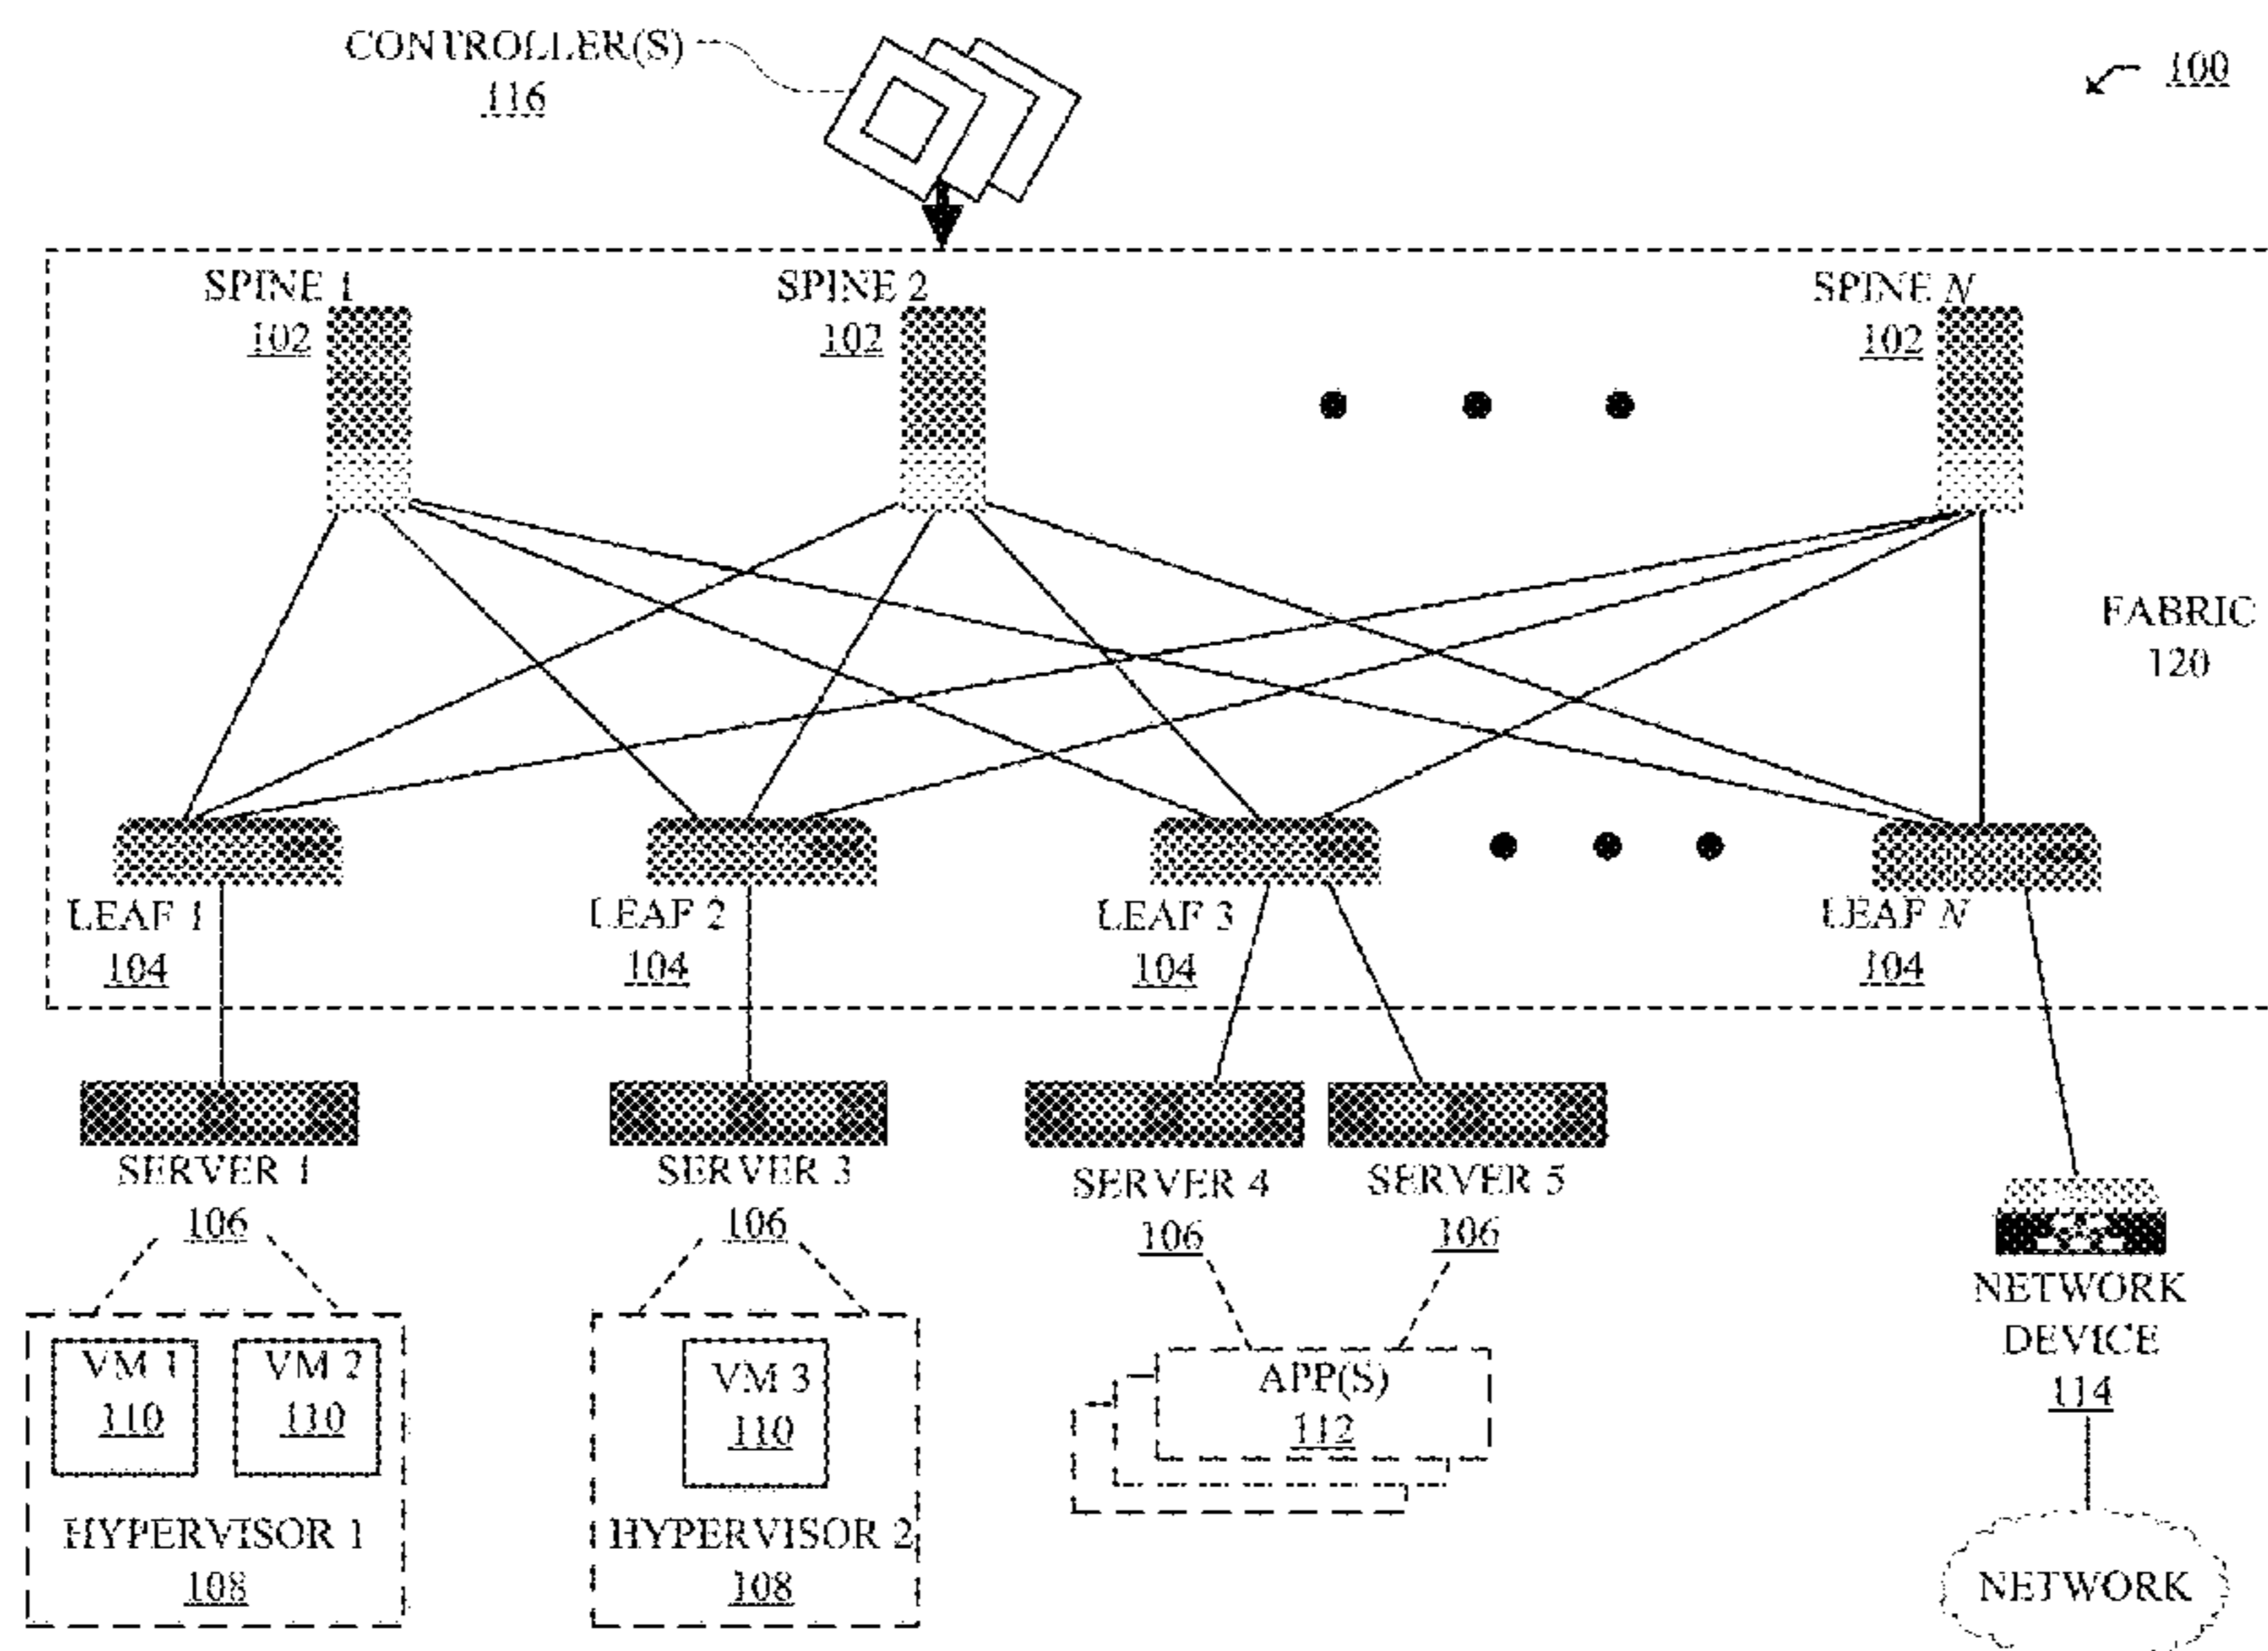 CONTROLLER(S)
116
100
SPINE 1
102
SPINE 2
102
SPINE N
102
FABRIC
120
LEAF 1
104
LEAF 2
104
LEAF 3
104
LEAF N
104
SERVER 1
106
SERVER 3
106
SERVER 4
106
SERVER 5
106
NETWORK
DEVICE
114
VM 1
110
VM 2
110
HYPERVISOR 1
108
VM 3
110
HYPERVISOR 2
108
APP(S)
112
NETWORK